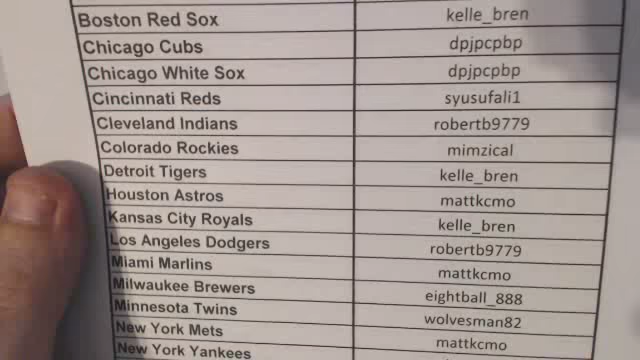 Boston Red Sox kelle_bren
Chicago Cubs dpjpcpbp
Chicago White Sox dpjpcpbp
Cincinnati Reds syusufali1
Cleveland Indians robertb9779
Colorado Rockies mimzical
Detroit Tigers kelle_bren
Houston Astros mattkcmo
Kansas City Royals kelle_bren
Los Angeles Dodgers robertb9779
Miami Marlins mattkcmo
Milwaukee Brewers eightball_888
Minnesota Twins wolvesman82
New York Mets mattkcmo
New York Yankees